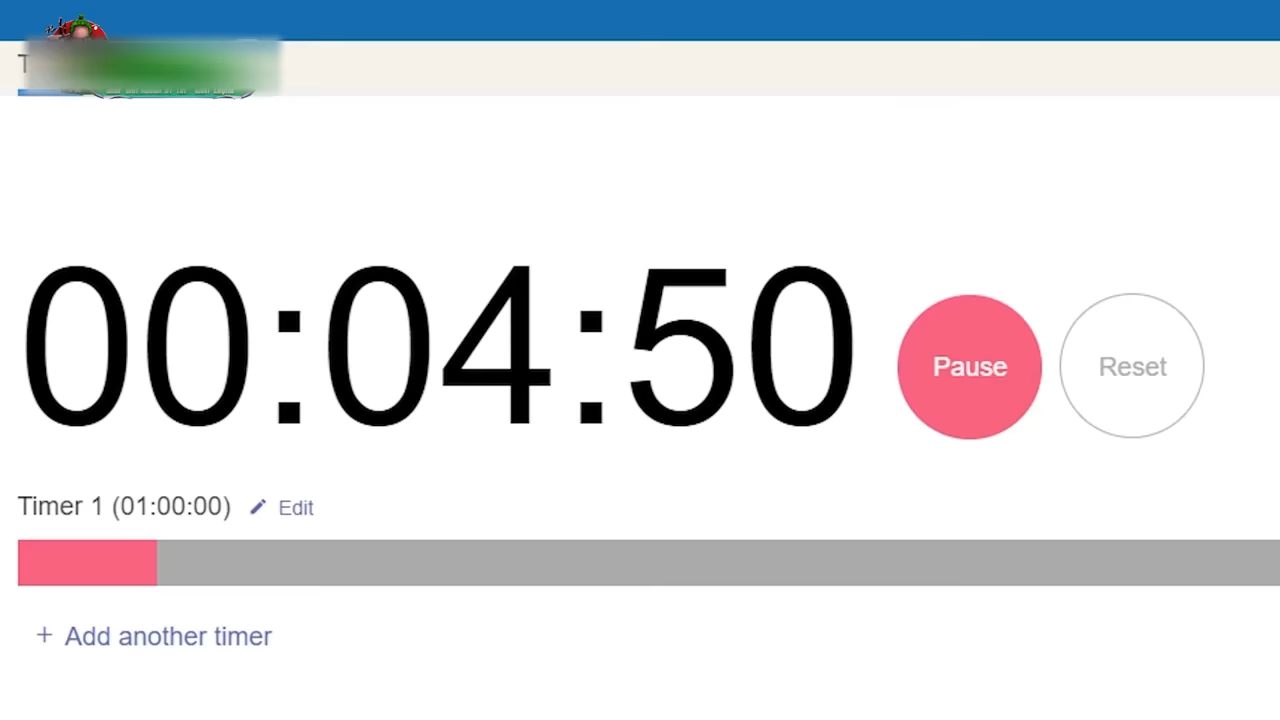 00:04:50
Pause
Reset
Timer 1 (01:00:00)
Edit
Add another timer